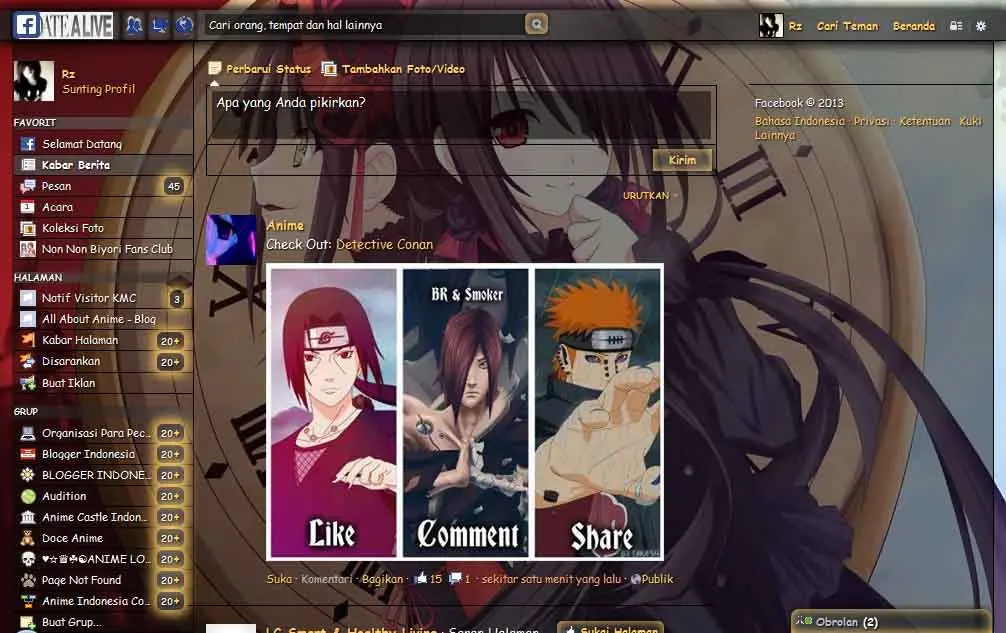 DATE A LIVE
Cari orang, tempat dan hal lainnya
Rz Cari Teman Beranda
Rz
Sunting Profil
FAVORIT
Selamat Datang
Kabar Berita
Pesan 45
Acara
Koleksi Foto
Non Non Biyori Fans Club
HALAMAN
Notif Visitor KMC 3
All About Anime - Blog
Kabar Halaman 20+
Disarankan 20+
Buat Iklan
GRUP
Organisasi Para Pec... 20+
Blogger Indonesia 20+
BLOGGER INDONE... 20+
Audition 20+
Anime Castle Indon... 20+
Doce Anime 20+
♥☆♕☘☯ANIME LO... 20+
Page Not Found 20+
Anime Indonesia Co... 20+
Buat Grup...
Perbarui Status Tambahkan Foto/Video
Apa yang Anda pikirkan?
Kirim
URUTKAN
Anime
Check Out: Detective Conan
BR & Smoker
Like Comment Share
Suka · Komentari · Bagikan · 15 1 · sekitar satu menit yang lalu · Publik
LC Smart & Healthy Living · Saran Halaman
Sukai Halaman
Facebook © 2013
Bahasa Indonesia · Privasi · Ketentuan · Kuki
Lainnya
Obrolan (2)